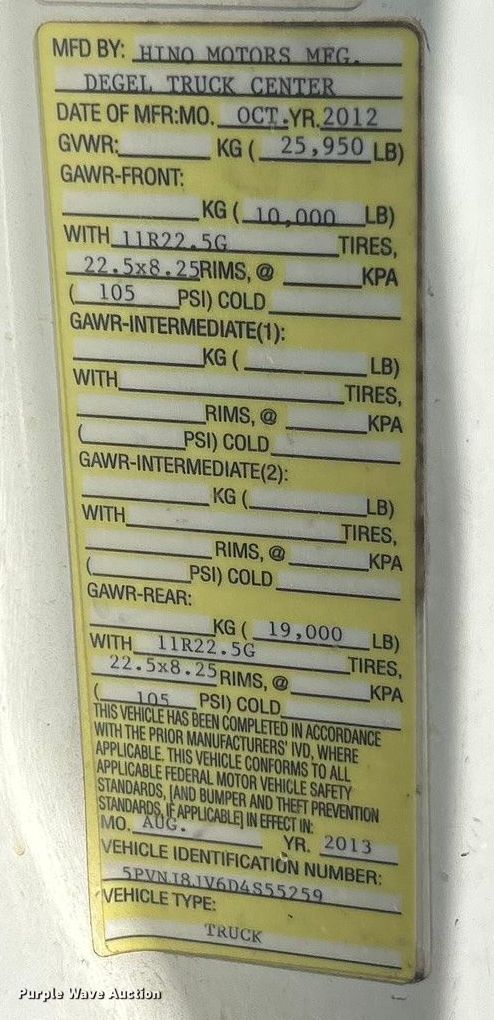 MFD BY: HINO MOTORS MFG.
DEGEL TRUCK CENTER
DATE OF MFR:MO. OCT. YR. 2012
GVWR: KG ( 25,950 LB)
GAWR-FRONT:
KG ( 10,000 LB)
WITH 11R22.5G TIRES,
22.5x8.25 RIMS, @ KPA
( 105 PSI) COLD
GAWR-INTERMEDIATE(1):
KG ( LB)
WITH TIRES,
RIMS, @ KPA
( PSI) COLD
GAWR-INTERMEDIATE(2):
KG ( LB)
WITH TIRES,
RIMS, @ KPA
( PSI) COLD
GAWR-REAR:
KG ( 19,000 LB)
WITH 11R22.5G TIRES,
22.5x8.25 RIMS, @ KPA
( 105 PSI) COLD
THIS VEHICLE HAS BEEN COMPLETED IN ACCORDANCE
WITH THE PRIOR MANUFACTURERS' IVD, WHERE
APPLICABLE. THIS VEHICLE CONFORMS TO ALL
APPLICABLE FEDERAL MOTOR VEHICLE SAFETY
STANDARDS, [AND BUMPER AND THEFT PREVENTION
STANDARDS, IF APPLICABLE] IN EFFECT IN:
MO. AUG. YR. 2013
VEHICLE IDENTIFICATION NUMBER:
5PVNJ8JV6D4S55259
VEHICLE TYPE:
TRUCK
Purple Wave Auction